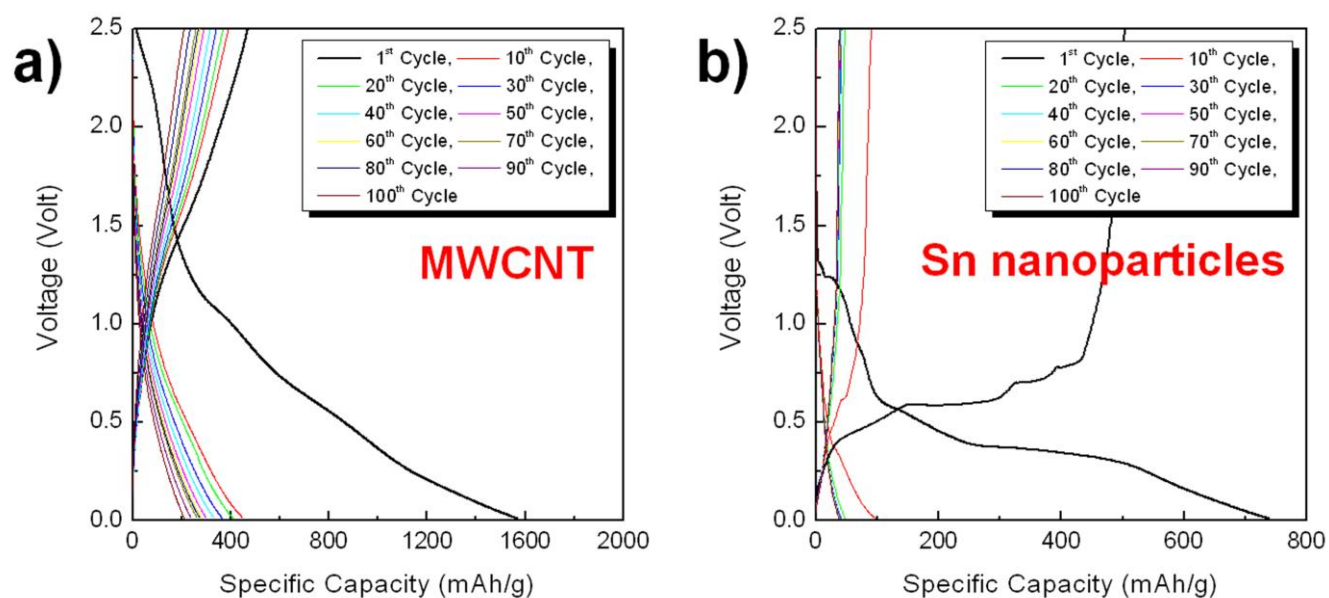 a)
Voltage (Volt)
2.5
2.0
1.5
1.0
0.5
0.0
1st Cycle, 10th Cycle,
20th Cycle, 30th Cycle,
40th Cycle, 50th Cycle,
60th Cycle, 70th Cycle,
80th Cycle, 90th Cycle,
100th Cycle
MWCNT
0 400 800 1200 1600 2000
Specific Capacity (mAh/g)
b)
Voltage (Volt)
2.5
2.0
1.5
1.0
0.5
0.0
1st Cycle, 10th Cycle,
20th Cycle, 30th Cycle,
40th Cycle, 50th Cycle,
60th Cycle, 70th Cycle,
80th Cycle, 90th Cycle,
100th Cycle
Sn nanoparticles
0 200 400 600 800
Specific Capacity (mAh/g)